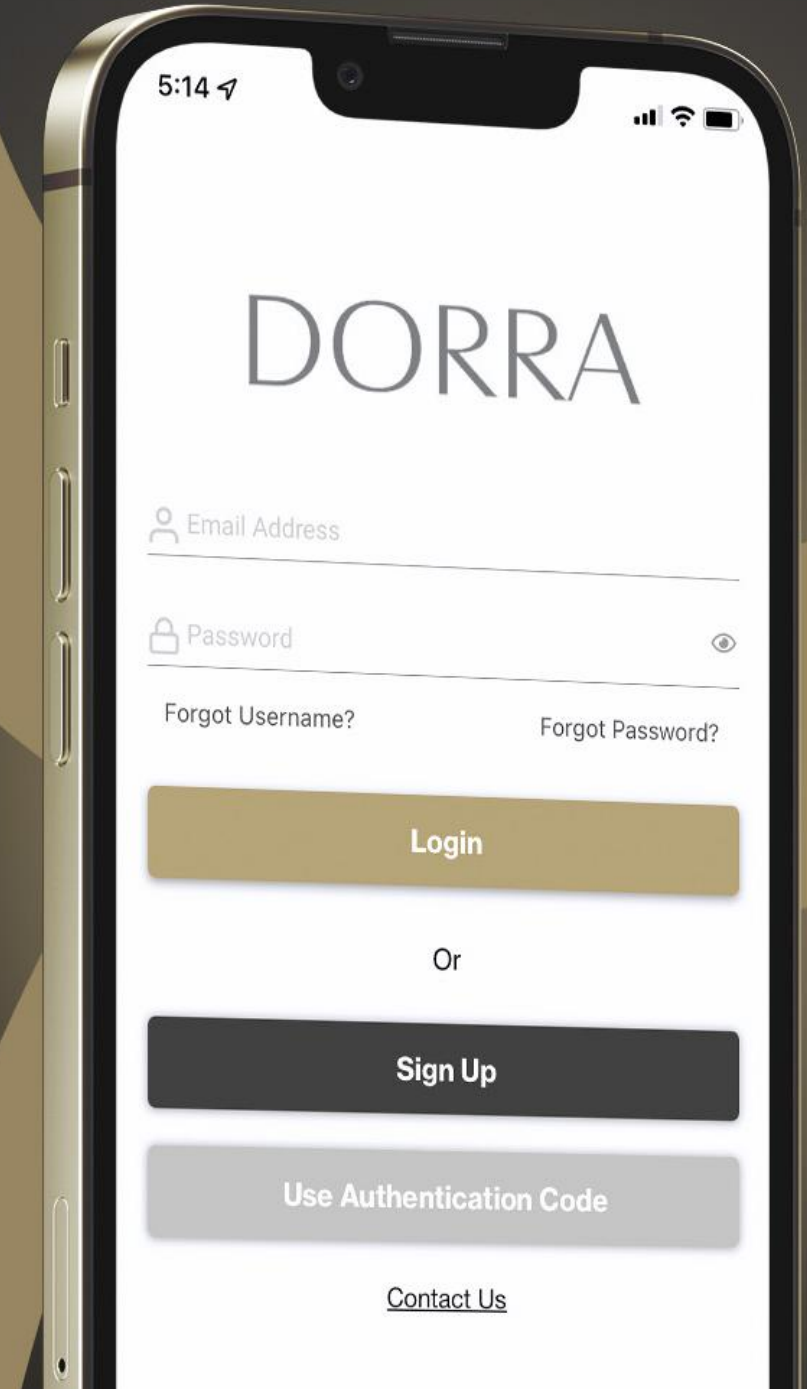 5:14
DORRA
Email Address
Password
Forgot Username? Forgot Password?
Login
Or
Sign Up
Use Authentication Code
Contact Us